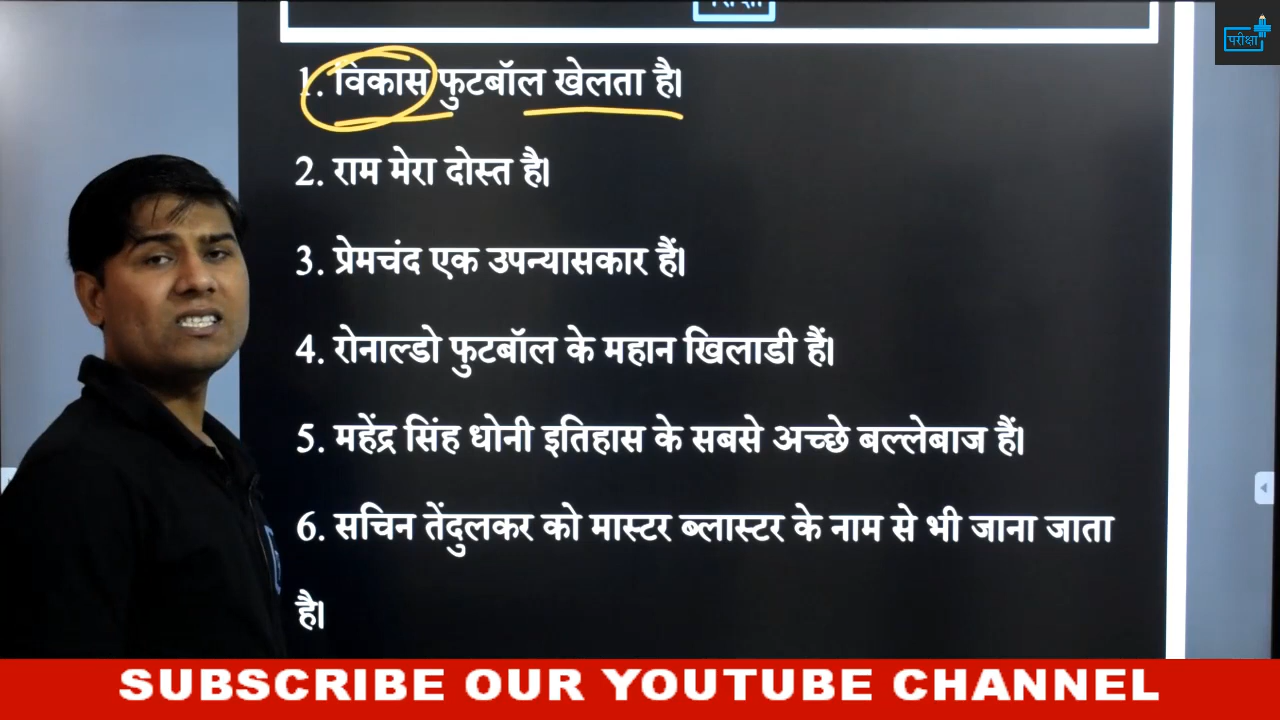 परीक्षा
1. विकास फुटबॉल खेलता है।
2. राम मेरा दोस्त है।
3. प्रेमचंद एक उपन्यासकार हैं।
4. रोनाल्डो फुटबॉल के महान खिलाडी हैं।
5. महेंद्र सिंह धोनी इतिहास के सबसे अच्छे बल्लेबाज हैं।
6. सचिन तेंदुलकर को मास्टर ब्लास्टर के नाम से भी जाना जाता
है।
SUBSCRIBE OUR YOUTUBE CHANNEL